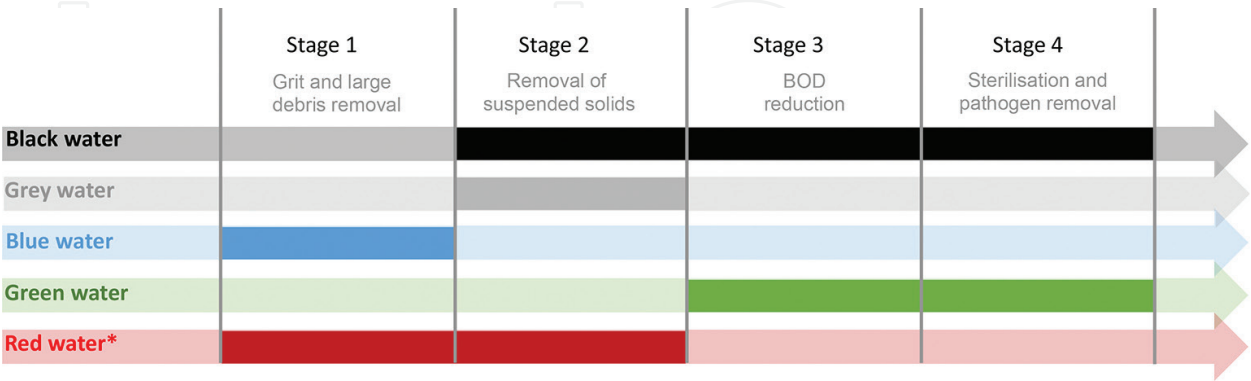 Stage 1
Stage 2
Stage 3
Stage 4
Grit and large
debris removal
Removal of
suspended solids
BOD
reduction
Sterilisation and
pathogen removal
Black water
Grey water
Blue water
Green water
Red water*